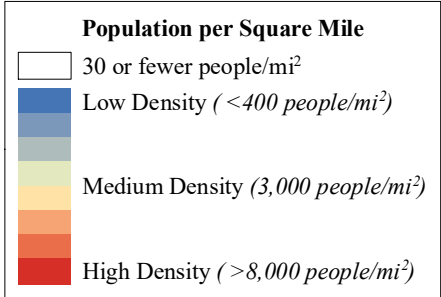 Population per Square Mile
30 or fewer people/mi²
Low Density ( <400 people/mi²)
Medium Density (3,000 people/mi²)
High Density ( >8,000 people/mi²)